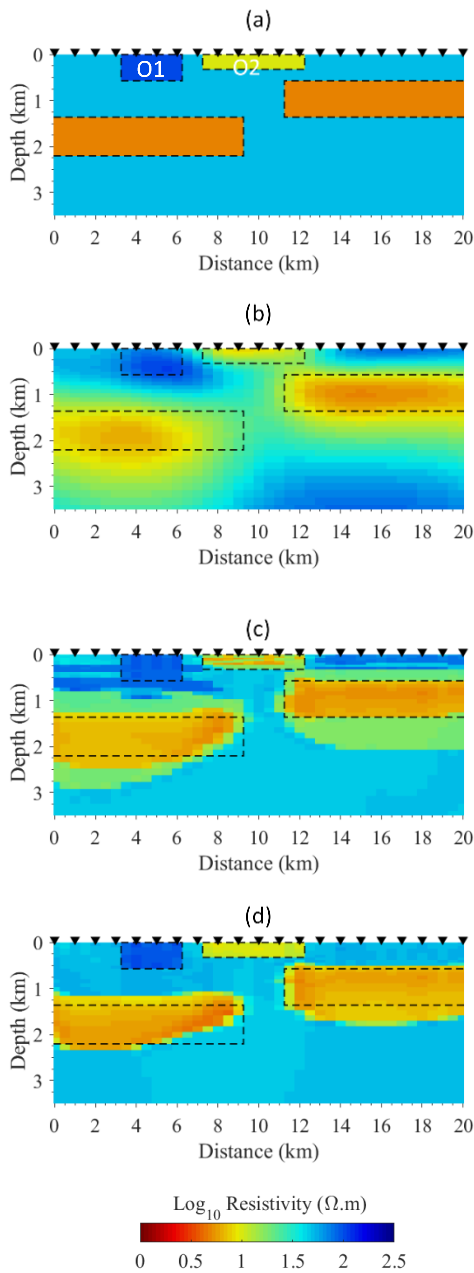 (a)
O1 O2
0
1
2
3
Depth (km)
0 2 4 6 8 10 12 14 16 18 20
Distance (km)
(b)
0
1
2
3
Depth (km)
0 2 4 6 8 10 12 14 16 18 20
Distance (km)
(c)
0
1
2
3
Depth (km)
0 2 4 6 8 10 12 14 16 18 20
Distance (km)
(d)
0
1
2
3
Depth (km)
0 2 4 6 8 10 12 14 16 18 20
Distance (km)
Log₁₀ Resistivity (Ω.m)
0 0.5 1 1.5 2 2.5